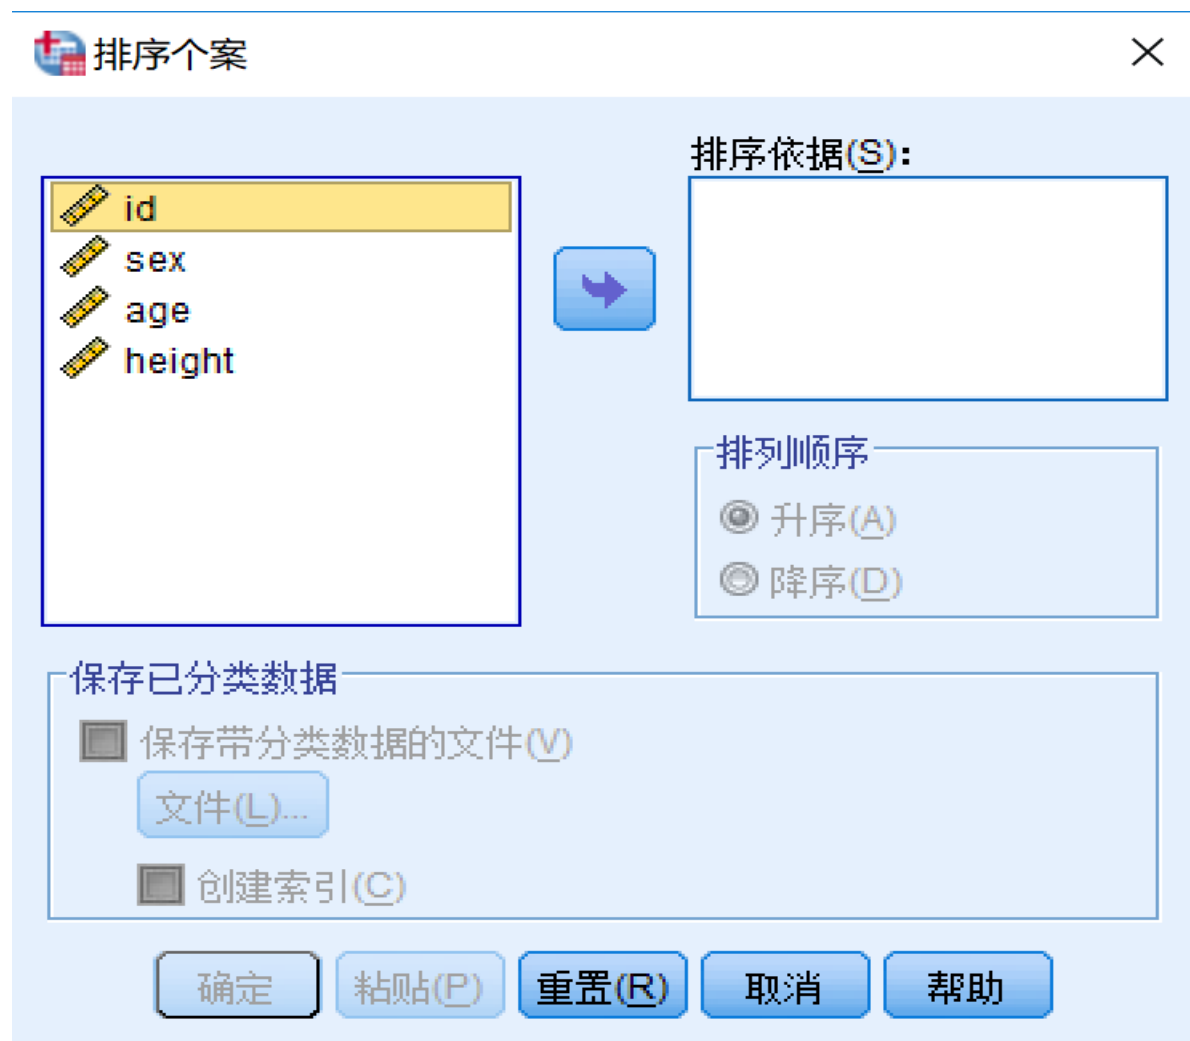 排序个案
排序依据(S):
id
sex
age
height
排列顺序
升序(A)
降序(D)
保存已分类数据
保存带分类数据的文件(V)
文件(L)...
创建索引(C)
确定 粘贴(P) 重置(R) 取消 帮助